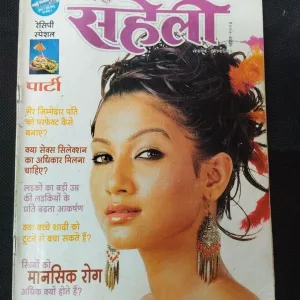 रेसिपी
स्पेशल
सहेली
पार्टी
गैर जिम्मेदार पति
को परफेक्ट कैसे
बनाएं?
क्या सेक्स सिलेक्शन
का अधिकार मिलना
चाहिए?
लड़कों का बड़ी उम्र
की लड़कियों के
प्रति बढ़ता आकर्षण
क्या बच्चे शादी को
टूटने से बचा सकते हैं?
स्त्रियों को
मानसिक रोग
अधिक क्यों होते हैं?